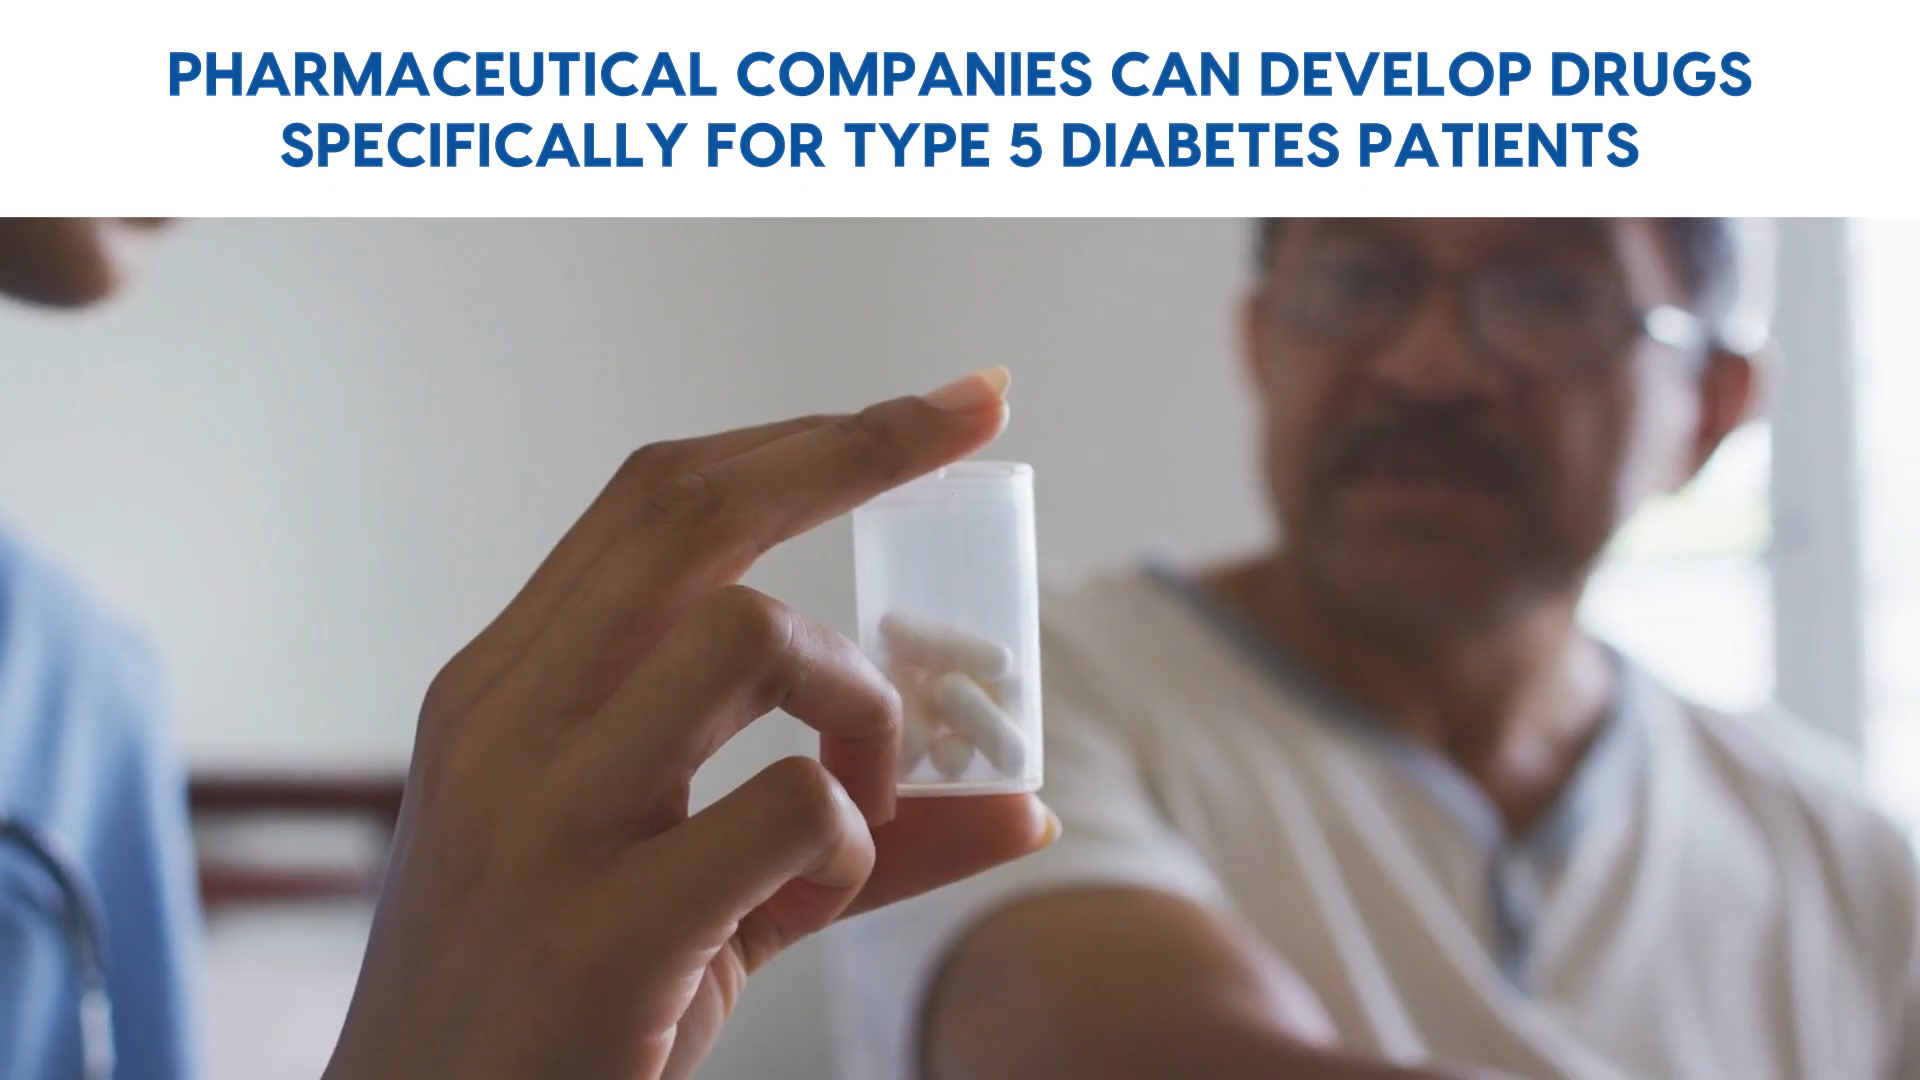 PHARMACEUTICAL COMPANIES CAN DEVELOP DRUGS
SPECIFICALLY FOR TYPE 5 DIABETES PATIENTS